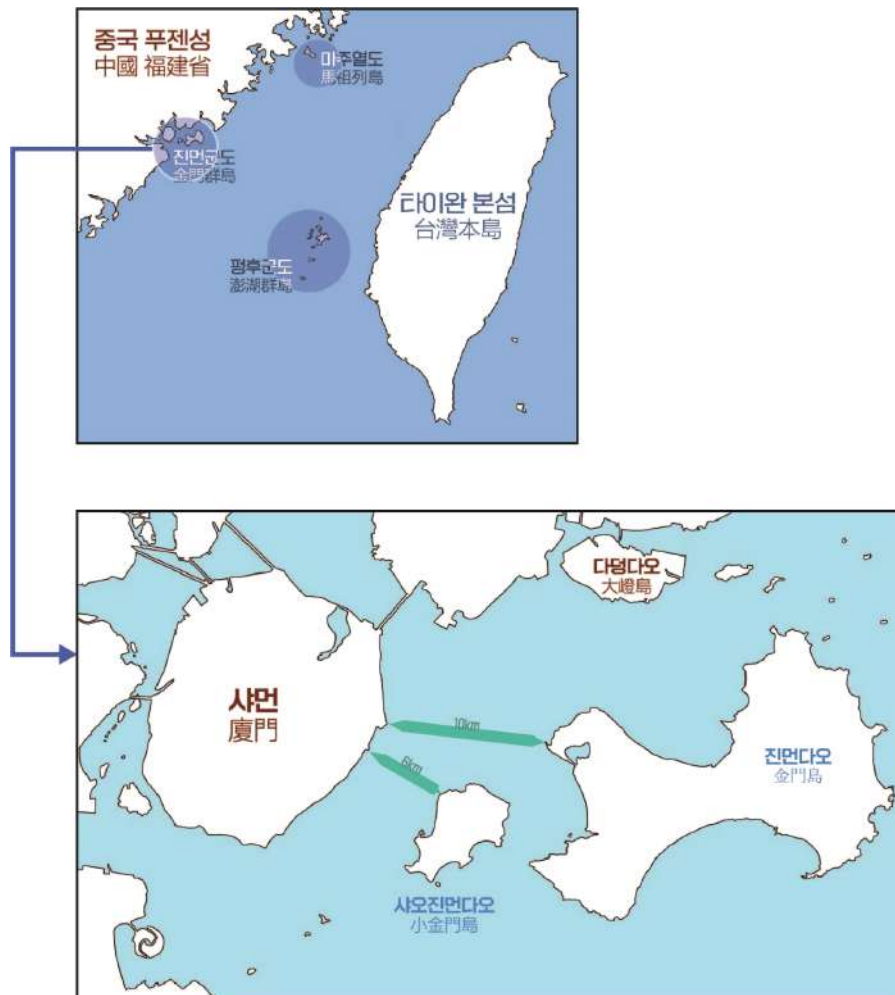 중국 푸젠성
中國 福建省
마주열도
馬祖列島
진먼군도
金門群島
타이완 본섬
台灣本島
펑후군도
澎湖群島
다덩다오
大嶝島
샤먼
廈門
10km
6km
진먼다오
金門島
샤오진먼다오
小金門島